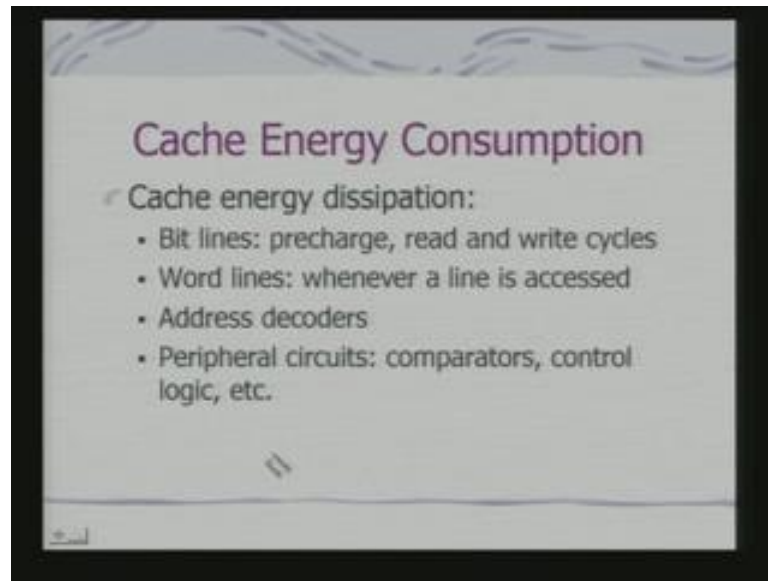 Cache Energy Consumption
Cache energy dissipation:
• Bit lines: precharge, read and write cycles
• Word lines: whenever a line is accessed
• Address decoders
• Peripheral circuits: comparators, control
logic, etc.